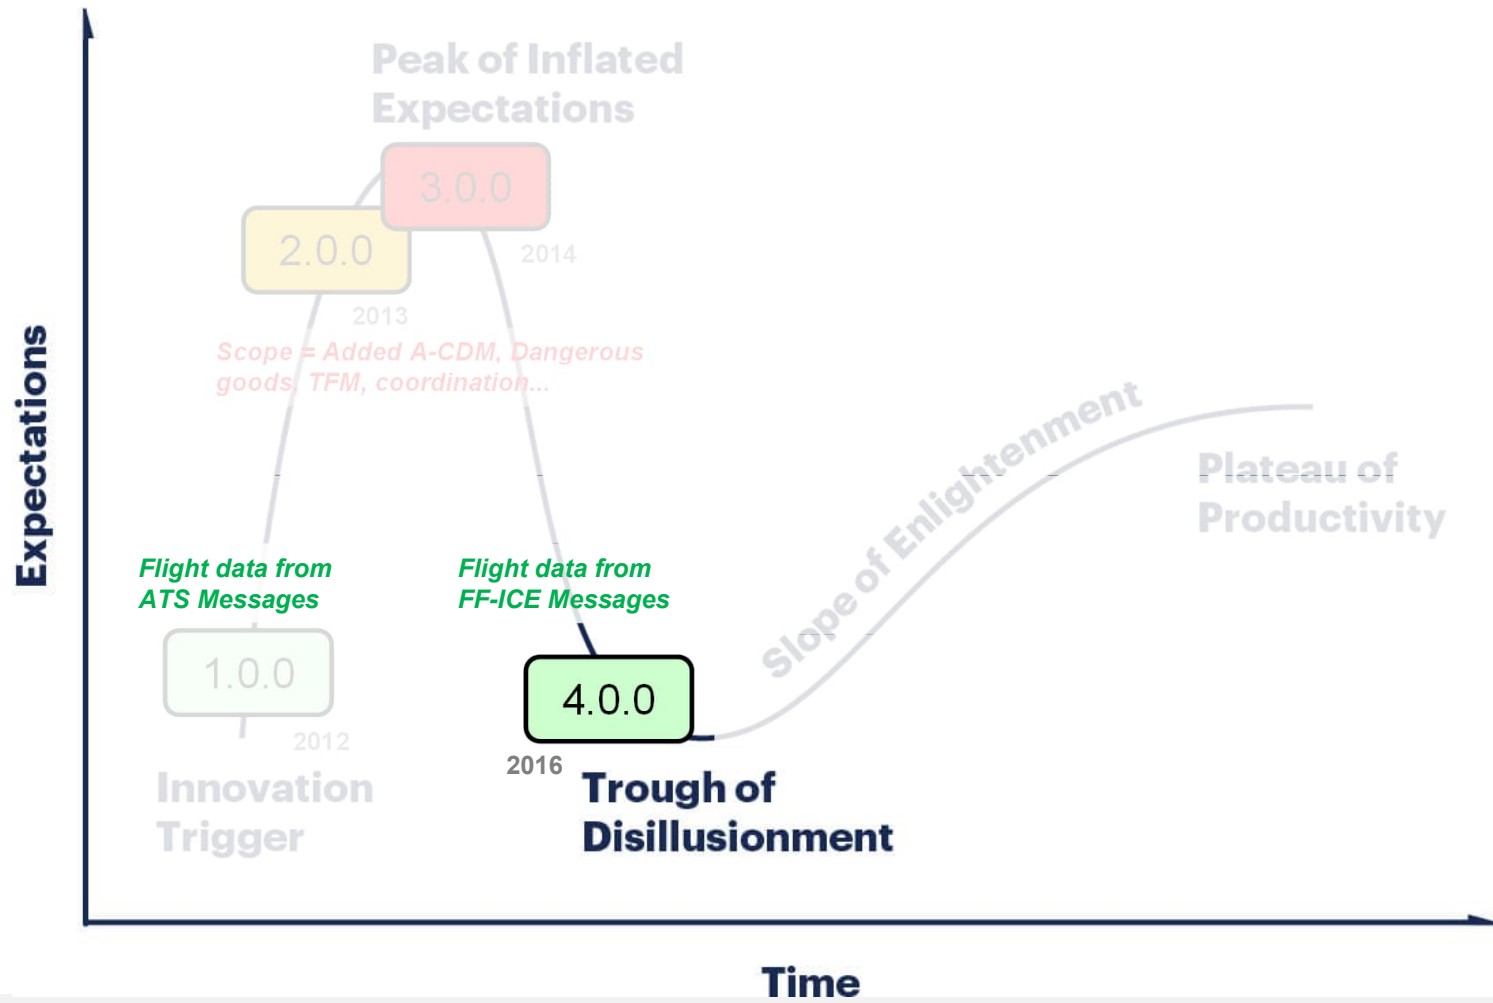 Peak of Inflated
Expectations
3.0.0
2.0.0
2014
2013
Scope = Added A-CDM, Dangerous
goods, TFM, coordination...
Expectations
Slope of Enlightenment
Plateau of
Productivity
Flight data from
ATS Messages
Flight data from
FF-ICE Messages
1.0.0
4.0.0
2012
2016
Innovation
Trigger
Trough of
Disillusionment
Time